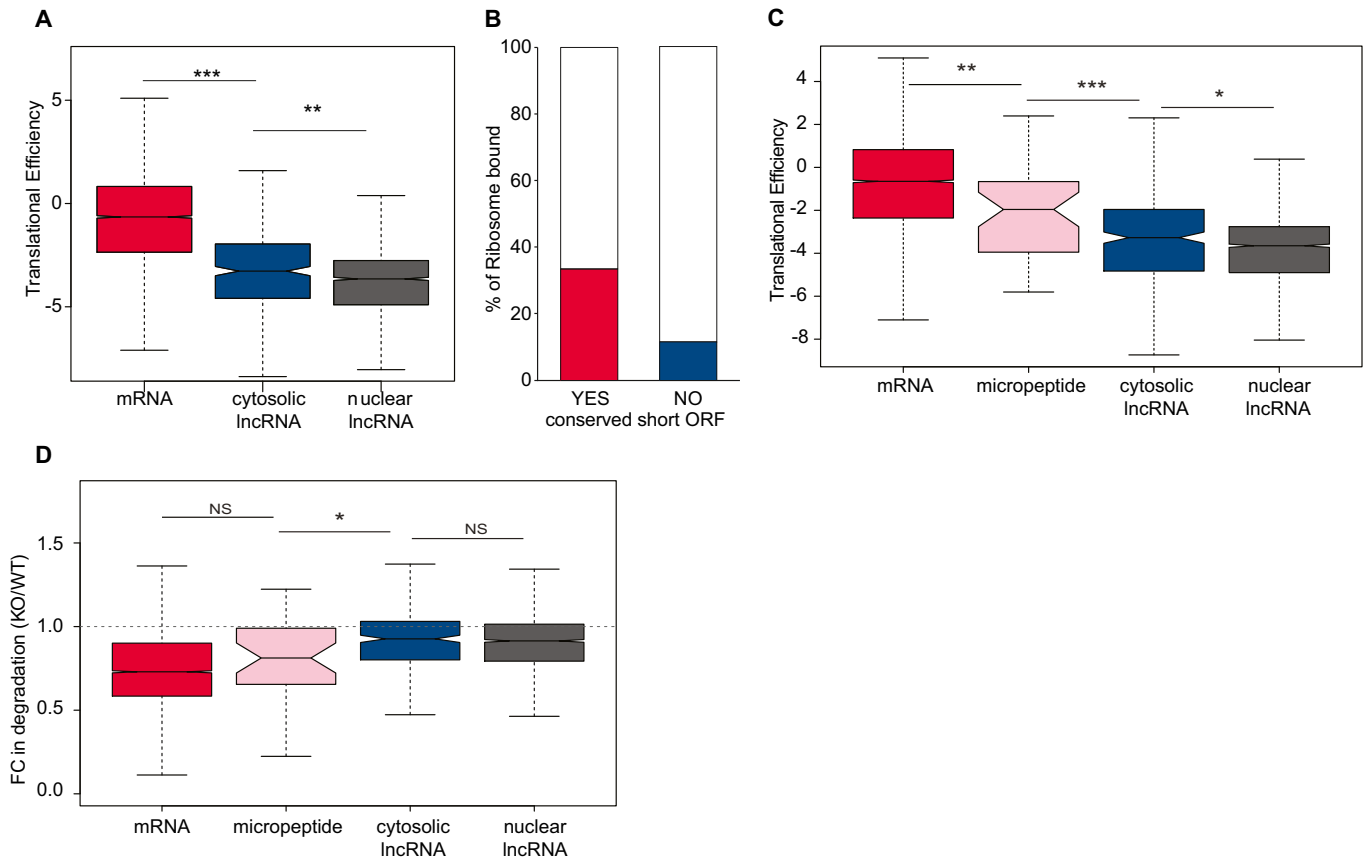 A
Translational Efficiency
5
0
-5
***
**
mRNA
cytosolic
lncRNA
nuclear
lncRNA
B
% of Ribosome bound
100
80
60
40
20
0
YES
NO
conserved short ORF
C
Translational Efficiency
4
2
0
-2
-4
-6
-8
**
***
*
mRNA
micropeptide
cytosolic
lncRNA
nuclear
lncRNA
D
FC in degradation (KO/WT)
1.5
1.0
0.5
0.0
NS
*
NS
mRNA
micropeptide
cytosolic
lncRNA
nuclear
lncRNA